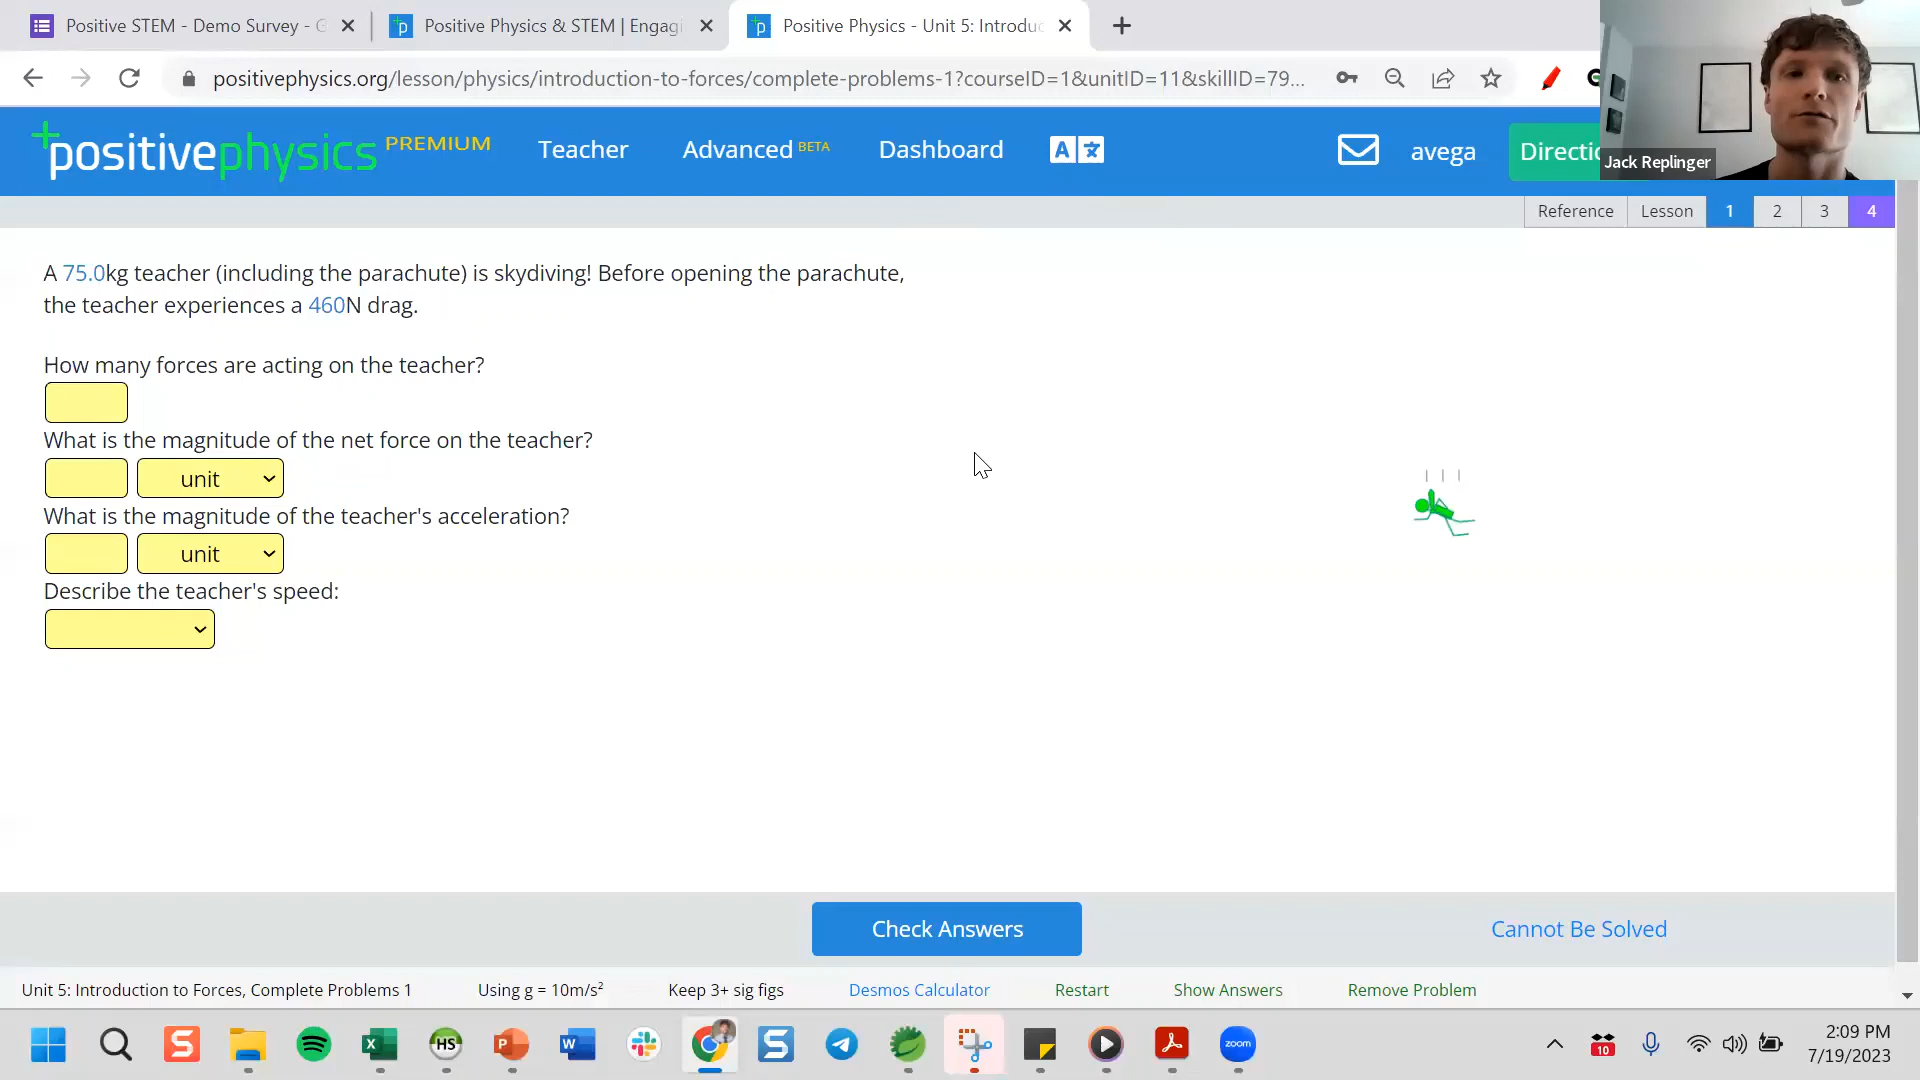 Positive STEM - Demo Survey - G
Positive Physics & STEM | Engagi
Positive Physics - Unit 5: Introduc
positivephysics.org/lesson/physics/introduction-to-forces/complete-problems-1?courseID=1&unitID=11&skillID=79...
+positivephysics PREMIUM
Teacher
Advanced BETA
Dashboard
A
avega
Directio
Jack Replinger
Reference
Lesson
1
2
3
4
A 75.0kg teacher (including the parachute) is skydiving! Before opening the parachute,
the teacher experiences a 460N drag.
How many forces are acting on the teacher?
What is the magnitude of the net force on the teacher?
unit
What is the magnitude of the teacher's acceleration?
unit
Describe the teacher's speed:
Check Answers
Cannot Be Solved
Unit 5: Introduction to Forces, Complete Problems 1
Using g = 10m/s²
Keep 3+ sig figs
Desmos Calculator
Restart
Show Answers
Remove Problem
S
X
HS
P
W
S
zoom
10
2:09 PM
7/19/2023